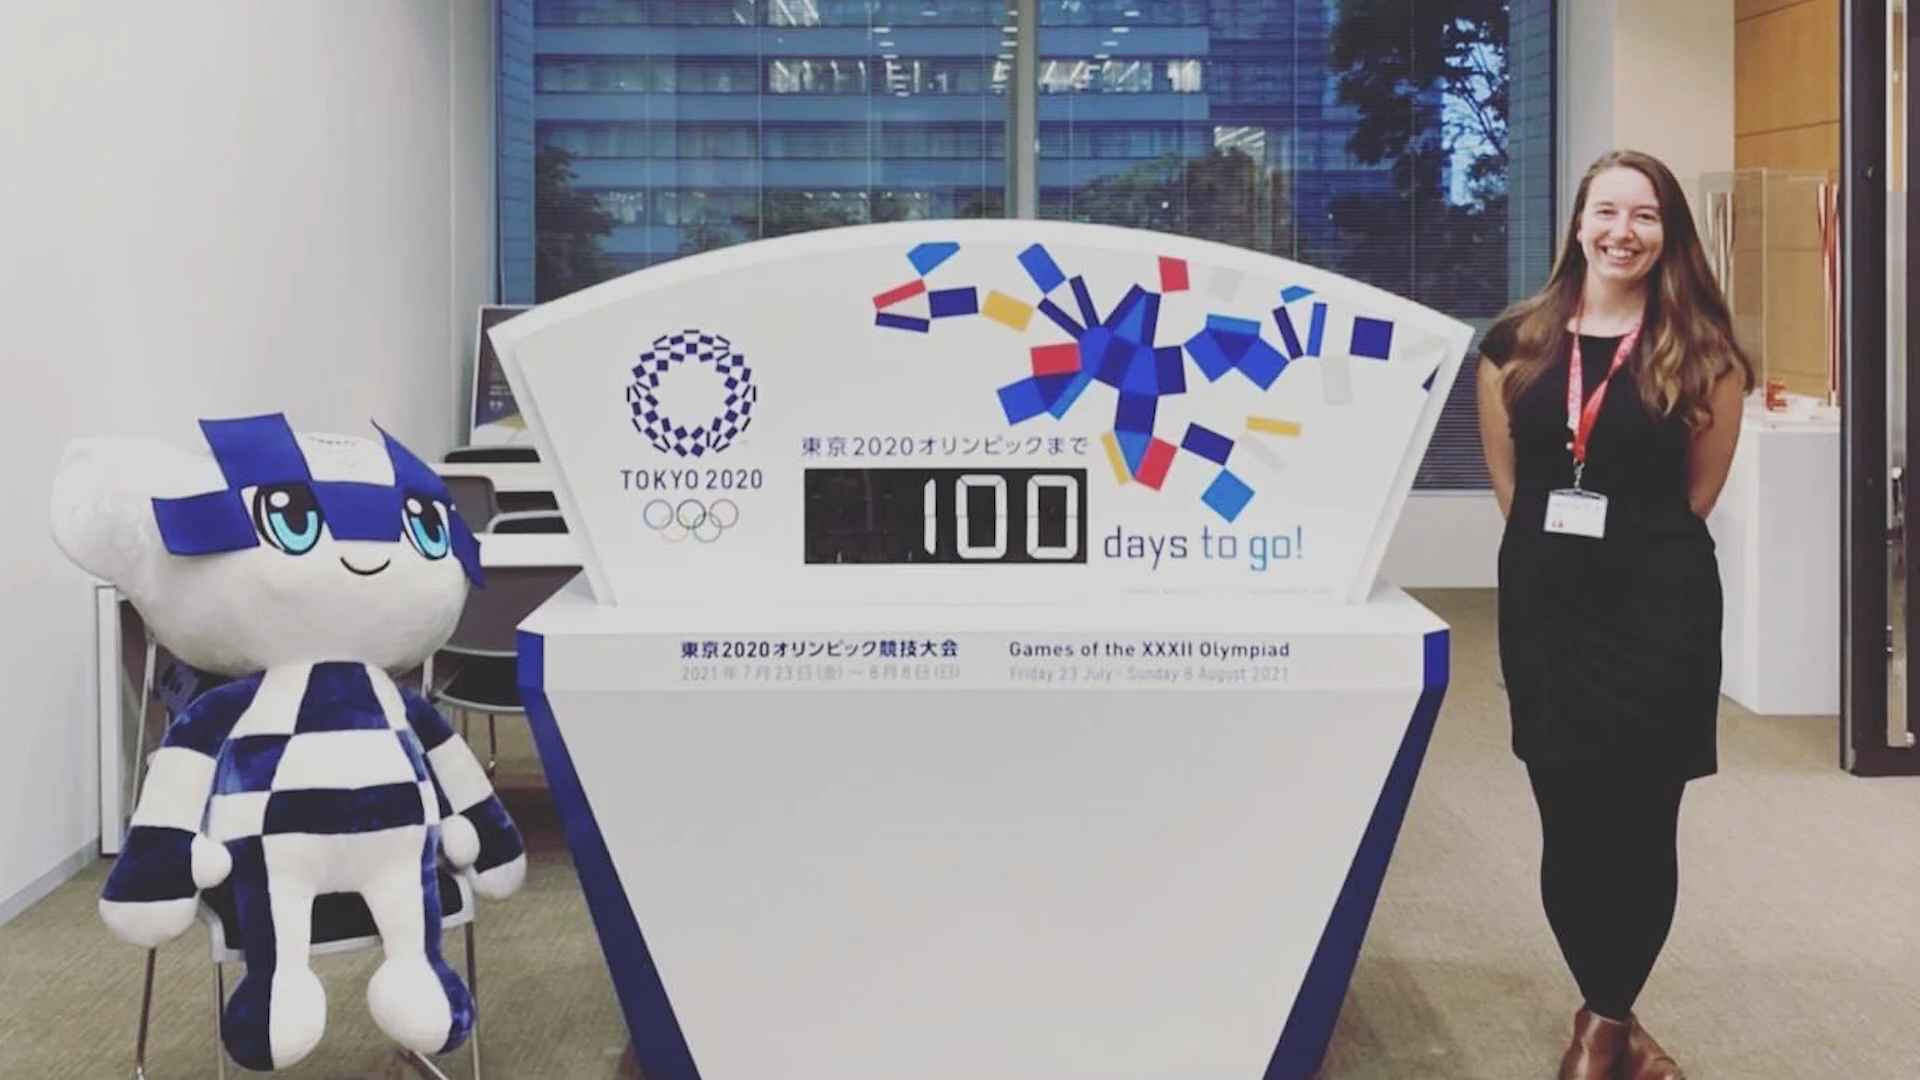 TOKYO 2020
東京2020オリンピックまで
100
days to go!
東京2020オリンピック競技大会
2021年7月23日(金)～8月8日(日)
Games of the XXXII Olympiad
Friday 23 July - Sunday 8 August 2021